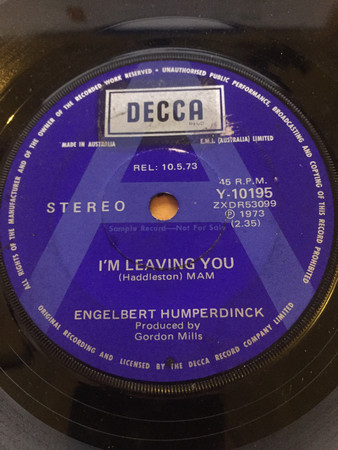 ALL RIGHTS OF THE MANUFACTURER AND OF THE OWNER OF THE RECORDED WORK RESERVED • UNAUTHORISED PUBLIC PERFORMANCE, BROADCASTING AND COPYING OF THIS RECORD PROHIBITED
DECCA
MADE IN AUSTRALIA
E.M.I. (AUSTRALIA) LIMITED
REL: 10.5.73
45 R.P.M.
Y-10195
ZXDR53099
STEREO
Ⓟ 1973
(2.35)
Sample Record—Not For Sale
I'M LEAVING YOU
(Haddleston) MAM
ENGELBERT HUMPERDINCK
Produced by
Gordon Mills
ORIGINAL RECORDING AND LICENSED BY THE DECCA RECORD COMPANY LIMITED